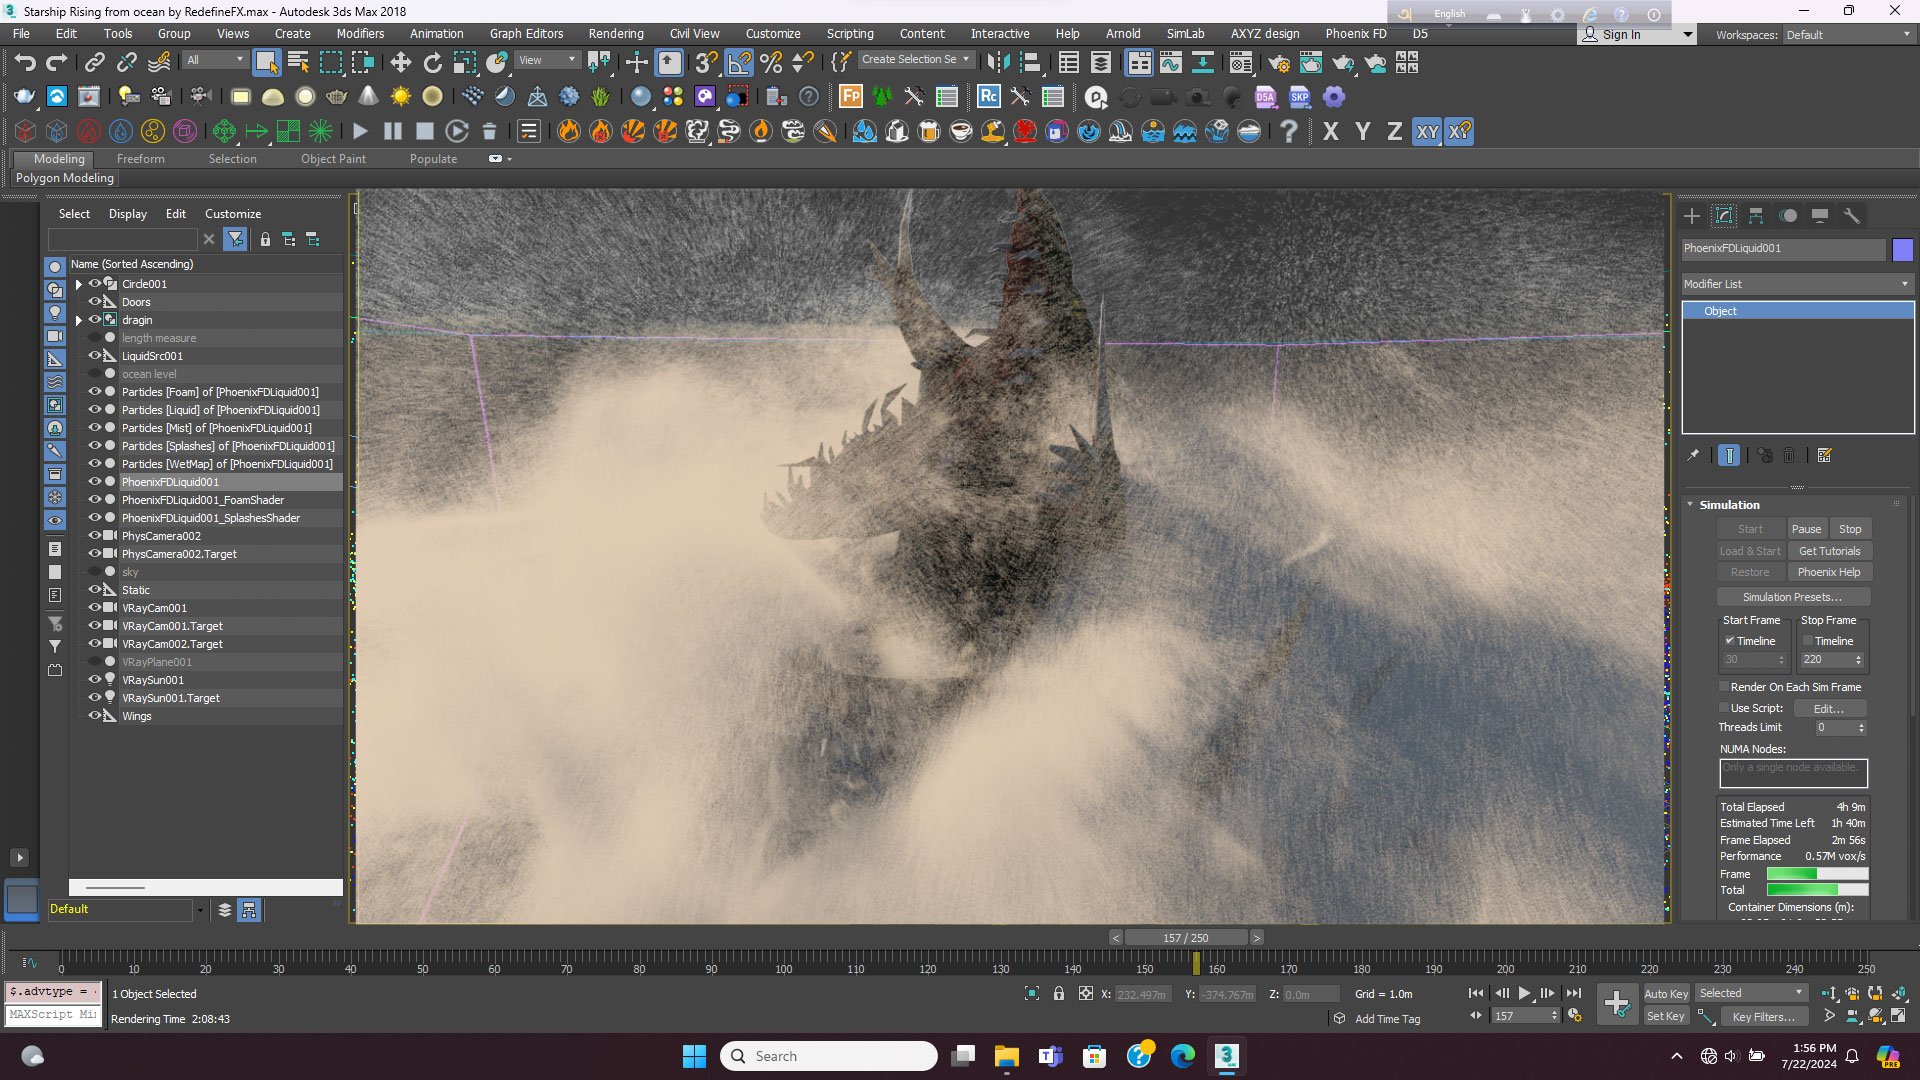 Starship Rising from ocean by RedefineFX.max - Autodesk 3ds Max 2018
English
File Edit Tools Group Views Create Modifiers Animation Graph Editors Rendering Civil View Customize Scripting Content Interactive Help Arnold SimLab AXYZ design Phoenix FD D5
Sign In
Workspaces: Default
All
View
Create Selection Se
Fp
Rc
D5A
SKP
X Y Z XY XY
Modeling Freeform Selection Object Paint Populate
Polygon Modeling
Select Display Edit Customize
Name (Sorted Ascending)
Circle001
Doors
dragin
length measure
LiquidSrc001
ocean level
Particles [Foam] of [PhoenixFDLiquid001]
Particles [Liquid] of [PhoenixFDLiquid001]
Particles [Mist] of [PhoenixFDLiquid001]
Particles [Splashes] of [PhoenixFDLiquid001]
Particles [WetMap] of [PhoenixFDLiquid001]
PhoenixFDLiquid001
PhoenixFDLiquid001_FoamShader
PhoenixFDLiquid001_SplashesShader
PhysCamera002
PhysCamera002.Target
sky
Static
VRayCam001
VRayCam001.Target
VRayCam002.Target
VRayPlane001
VRaySun001
VRaySun001.Target
Wings
Default
PhoenixFDLiquid001
Modifier List
Object
Simulation
Start Pause Stop
Load & Start Get Tutorials
Restore Phoenix Help
Simulation Presets...
Start Frame Stop Frame
Timeline Timeline
30 220
Render On Each Sim Frame
Use Script: Edit...
Threads Limit 0
NUMA Nodes:
Only a single node available.
Total Elapsed 4h 9m
Estimated Time Left 1h 40m
Frame Elapsed 2m 56s
Performance 0.57M vox/s
Frame
Total
Container Dimensions (m):
< 157 / 250 >
0 10 20 30 40 50 60 70 80 90 100 110 120 130 140 150 160 170 180 190 200 210 220 230 240 250
$.advtype =
1 Object Selected
X: 232.497m Y: -374.767m Z: 0.0m Grid = 1.0m
Auto Key Selected
MAXScript Mi
Rendering Time 2:08:43
Add Time Tag
157
Set Key Key Filters...
Search
1:56 PM
7/22/2024
PRE